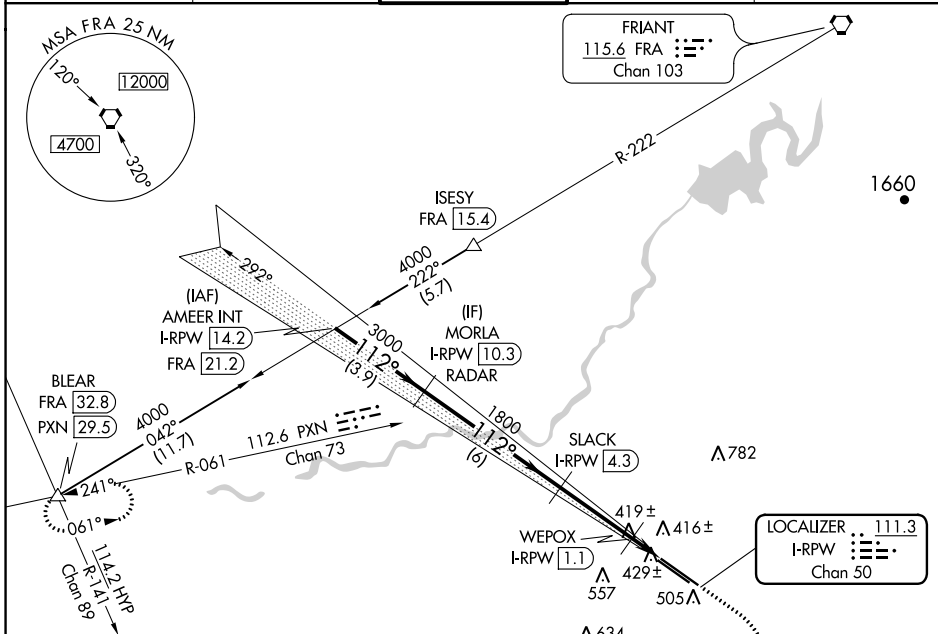 MSA FRA 25 NM
120°
12000
4700
320°
FRIANT
115.6 FRA
Chan 103
R-222
1660
ISESY
FRA 15.4
4000
222°
(5.7)
292°
(IAF)
AMEER INT
I-RPW 14.2
FRA 21.2
3000
112°
(3.9)
(IF)
MORLA
I-RPW 10.3
RADAR
BLEAR
FRA 32.8
PXN 29.5
4000
042°
(11.7)
R-061
112.6 PXN
Chan 73
1800
112°
(6)
SLACK
I-RPW 4.3
782
241°
061°
114.2 HYP
R-141
Chan 89
419±
416±
WEPOX
I-RPW 1.1
429±
557
505
LOCALIZER 111.3
I-RPW
Chan 50
634